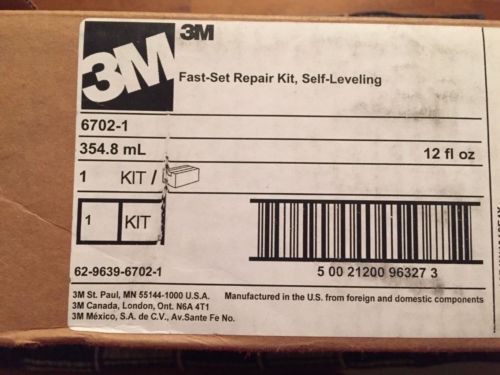 3M
3M
Fast-Set Repair Kit, Self-Leveling
6702-1
354.8 mL 12 fl oz
1 KIT /
1 KIT
62-9639-6702-1 5 00 21200 96327 3
3M St. Paul, MN 55144-1000 U.S.A. Manufactured in the U.S. from foreign and domestic components
3M Canada, London, Ont. N6A 4T1
3M México, S.A. de C.V., Av.Sante Fe No.